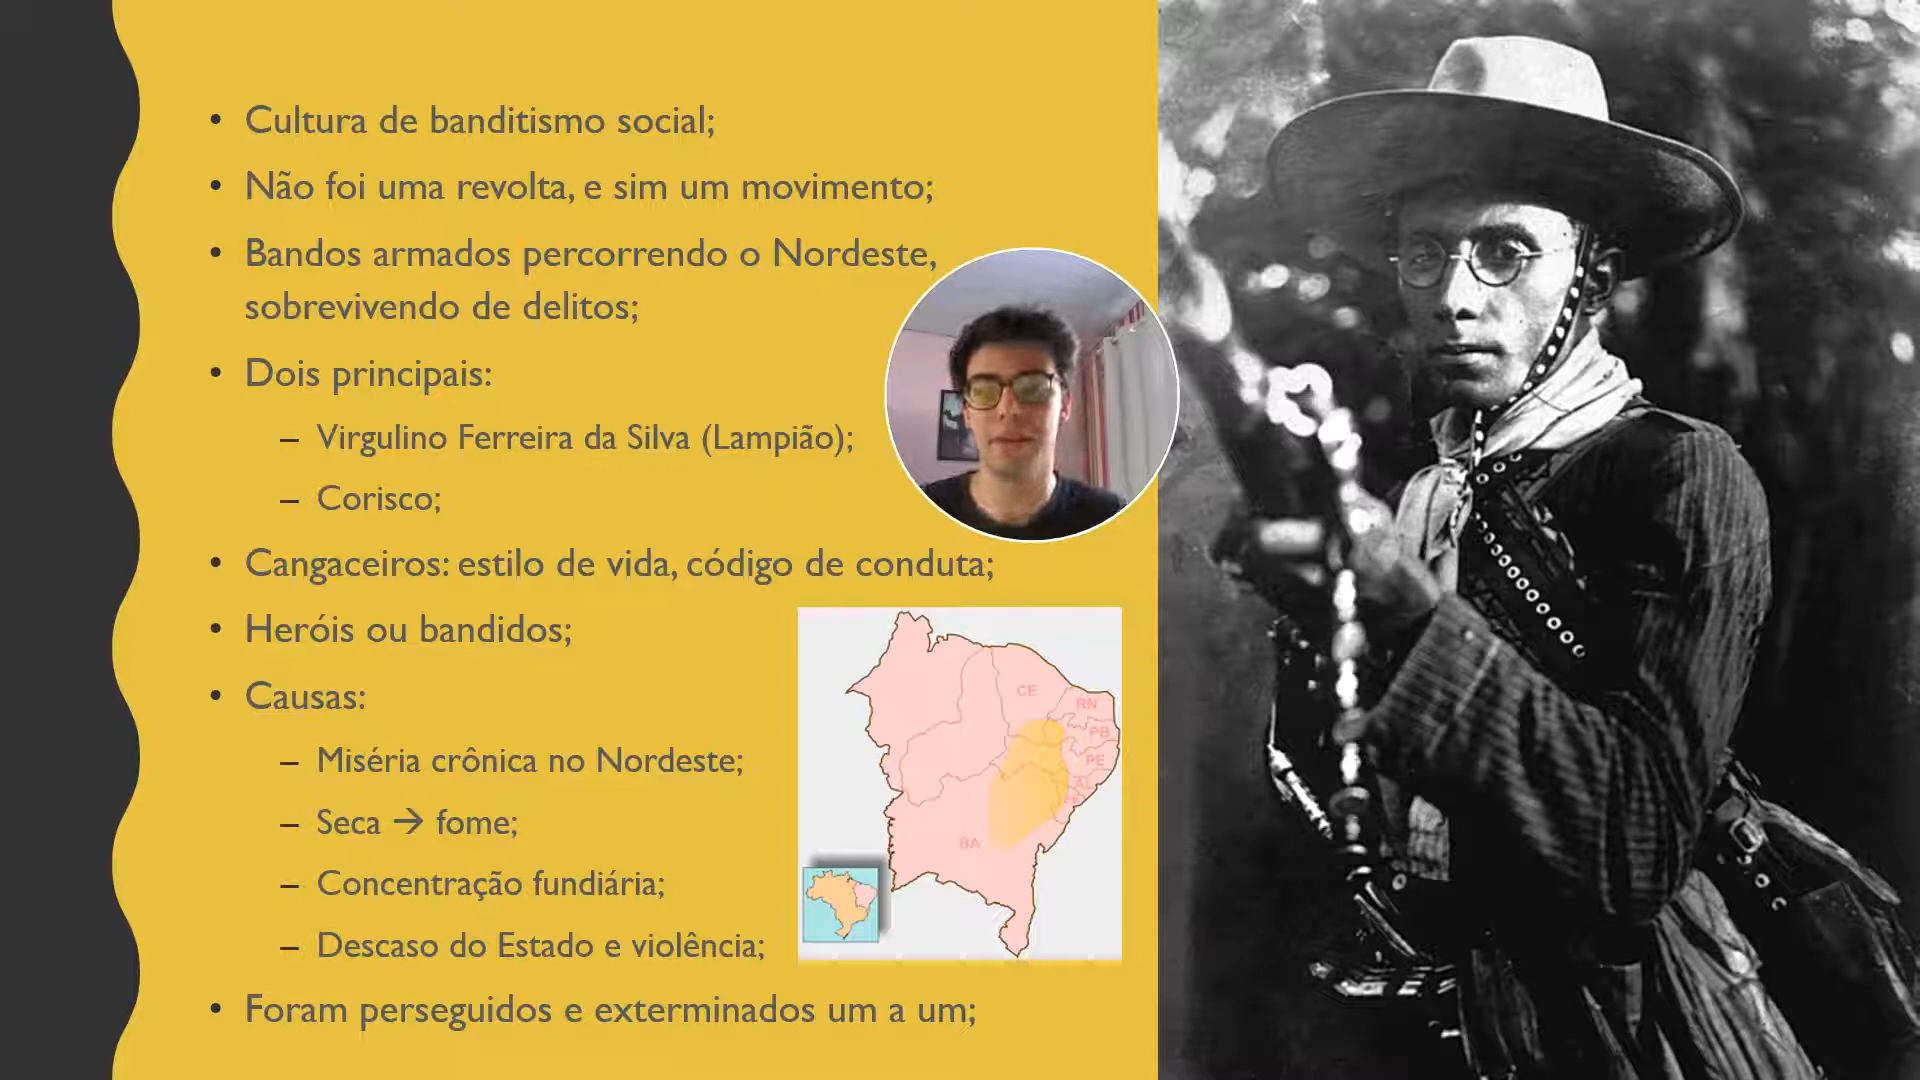 • Cultura de banditismo social;
• Não foi uma revolta, e sim um movimento;
• Bandos armados percorrendo o Nordeste,
sobrevivendo de delitos;
• Dois principais:
– Virgulino Ferreira da Silva (Lampião);
– Corisco;
• Cangaceiros: estilo de vida, código de conduta;
• Heróis ou bandidos;
• Causas:
– Miséria crônica no Nordeste;
– Seca → fome;
– Concentração fundiária;
– Descaso do Estado e violência;
• Foram perseguidos e exterminados um a um;
CE
RN
PB
PE
AL
BA